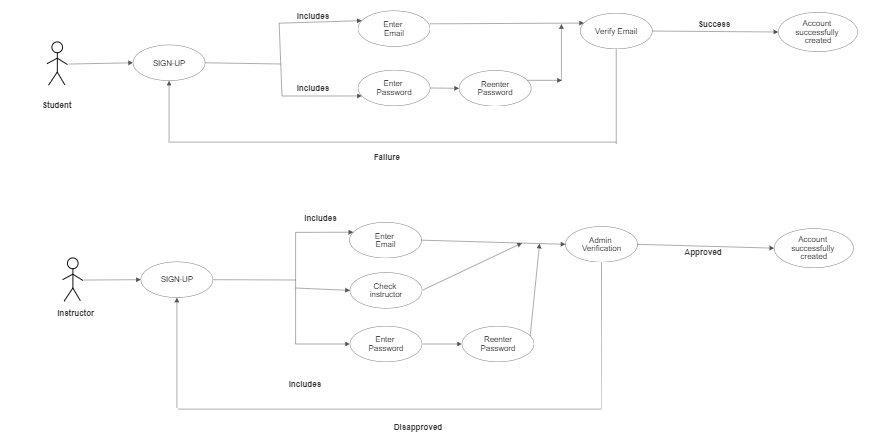 Includes
Enter
Email
Verify Email
Success
Account
successfully
created
SIGN-UP
Includes
Enter
Password
Reenter
Password
Student
Failure
Includes
Enter
Email
Admin
Verification
Approved
Account
successfully
created
SIGN-UP
Check
instructor
Instructor
Enter
Password
Reenter
Password
Includes
Disapproved